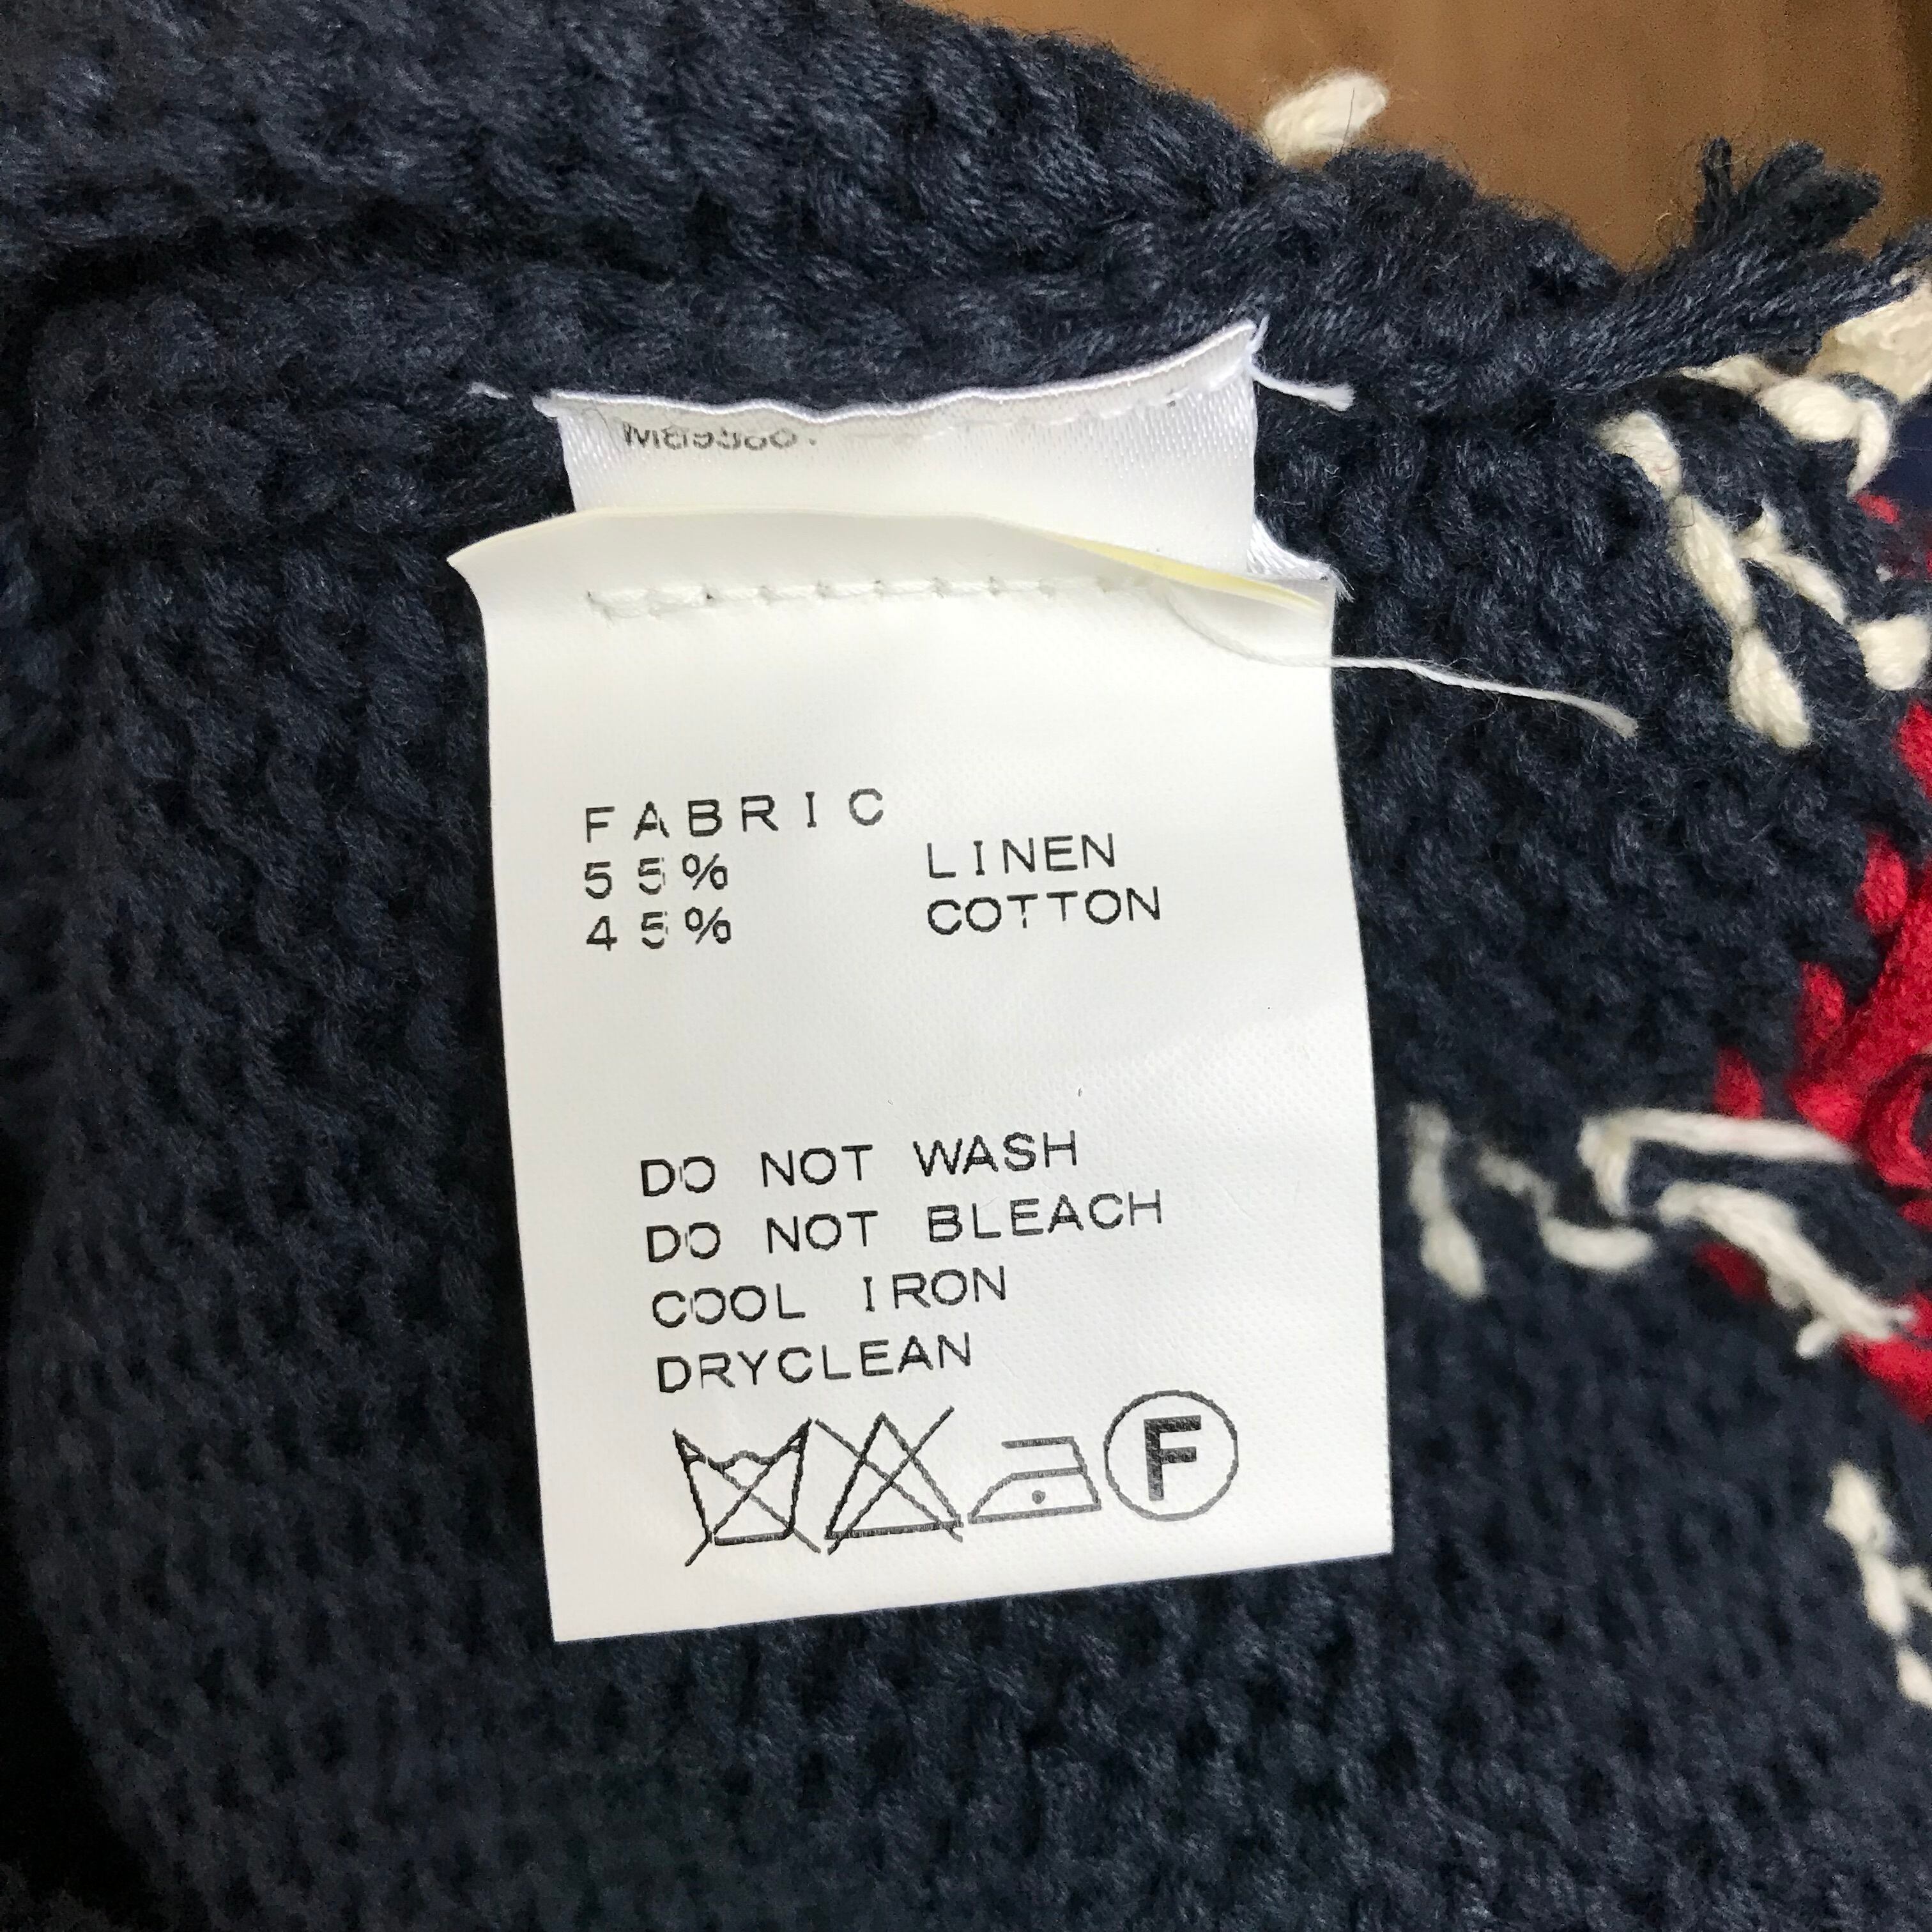 FABRIC
55% LINEN
45% COTTON
DO NOT WASH
DO NOT BLEACH
COOL IRON
DRYCLEAN
F